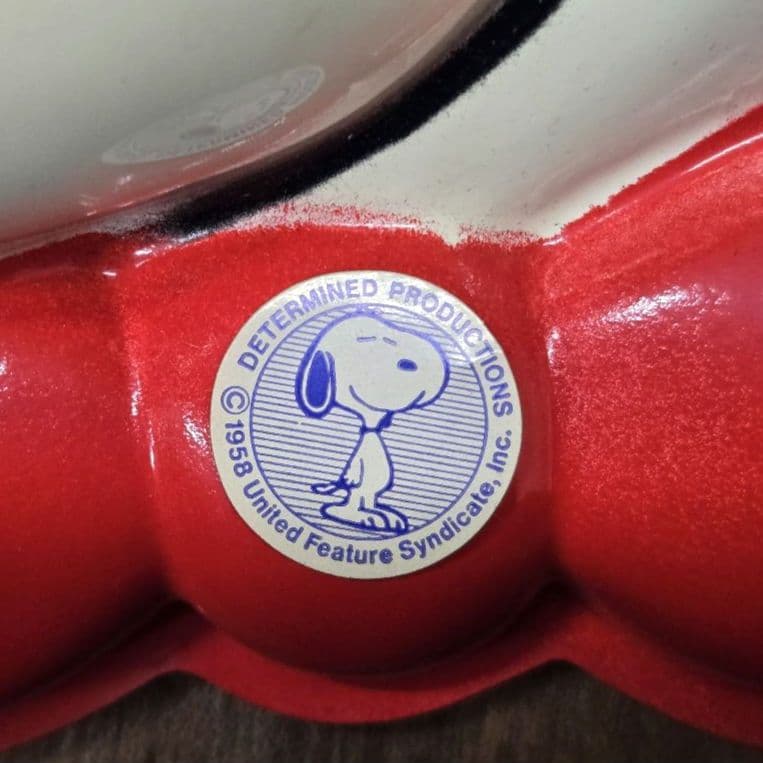 DETERMINED PRODUCTIONS
© 1958 United Feature Syndicate, Inc.